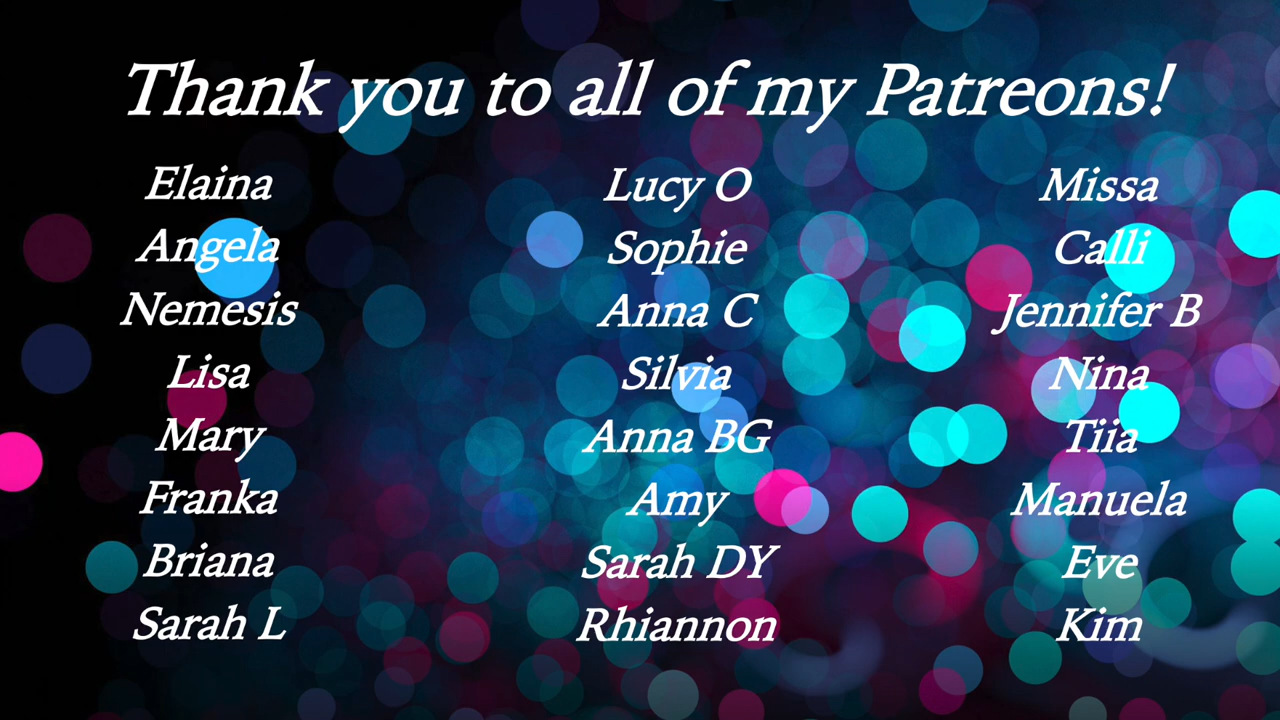 Thank you to all of my Patreons!
Elaina
Angela
Nemesis
Lisa
Mary
Franka
Briana
Sarah L
Lucy O
Sophie
Anna C
Silvia
Anna BG
Amy
Sarah DY
Rhiannon
Missa
Calli
Jennifer B
Nina
Tiia
Manuela
Eve
Kim